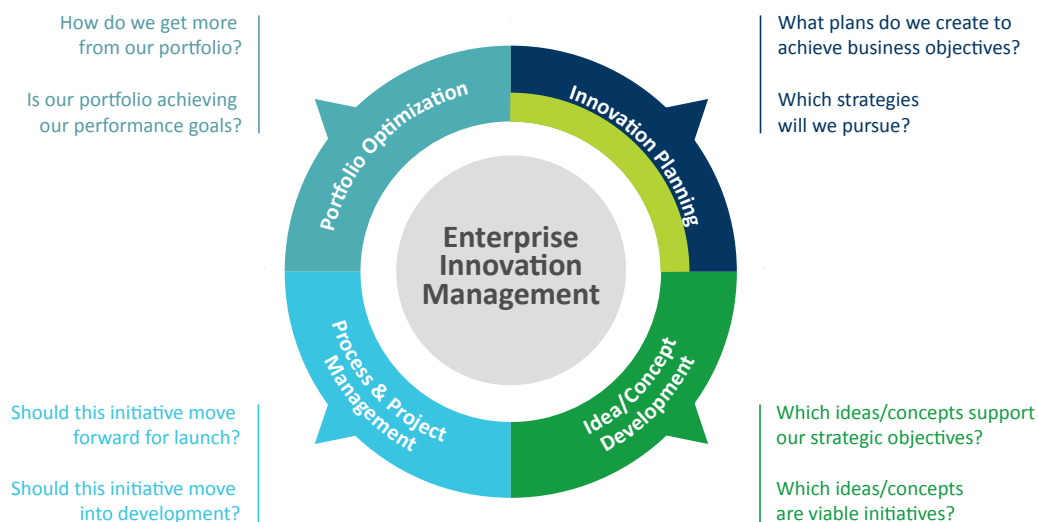 How do we get more
from our portfolio?
Is our portfolio achieving
our performance goals?
What plans do we create to
achieve business objectives?
Which strategies
will we pursue?
Portfolio Optimization
Innovation Planning
Enterprise
Innovation
Management
Process & Project
Management
Idea/Concept
Development
Should this initiative move
forward for launch?
Should this initiative move
into development?
Which ideas/concepts support
our strategic objectives?
Which ideas/concepts
are viable initiatives?